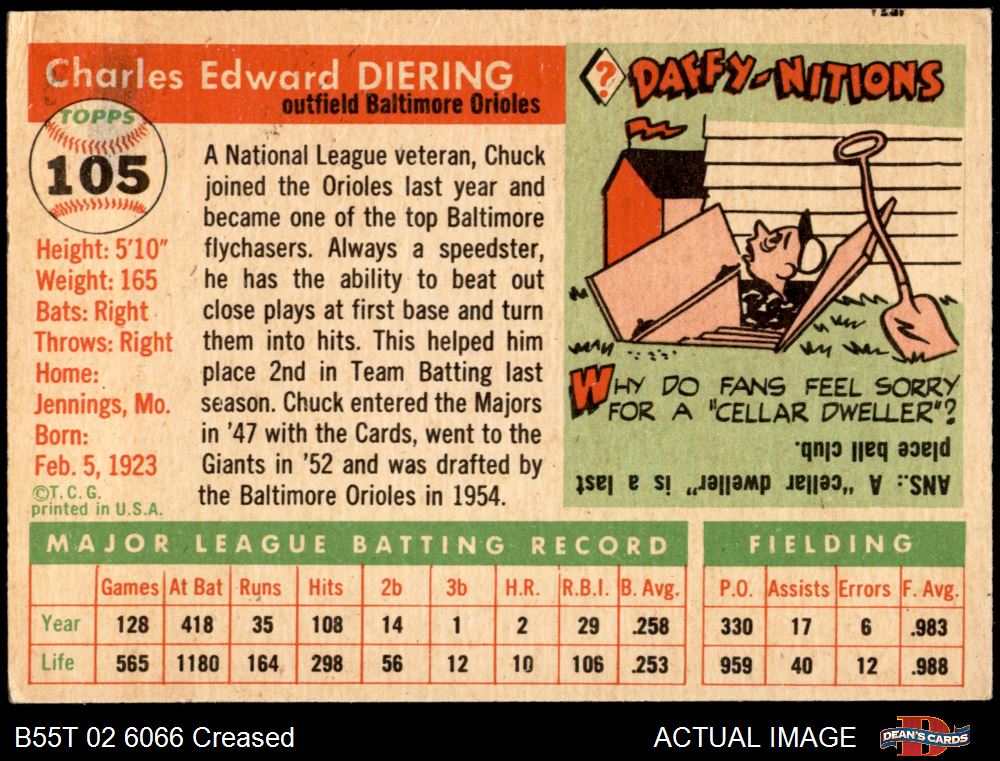 Charles Edward DIERING
outfield Baltimore Orioles
TOPPS
105
Height: 5'10"
Weight: 165
Bats: Right
Throws: Right
Home:
Jennings, Mo.
Born:
Feb. 5, 1923
©T.C.G.
printed in U.S.A.
A National League veteran, Chuck
joined the Orioles last year and
became one of the top Baltimore
flychasers. Always a speedster,
he has the ability to beat out
close plays at first base and turn
them into hits. This helped him
place 2nd in Team Batting last
season. Chuck entered the Majors
in '47 with the Cards, went to the
Giants in '52 and was drafted by
the Baltimore Orioles in 1954.
? DAFFY-NITIONS
WHY DO FANS FEEL SORRY
FOR A "CELLAR DWELLER"?
ANS.: A "cellar dweller" is a last
place ball club.
MAJOR LEAGUE BATTING RECORD FIELDING
Games At Bat Runs Hits 2b 3b H.R. R.B.I. B. Avg. P.O. Assists Errors F. Avg.
Year 128 418 35 108 14 1 2 29 .258 330 17 6 .983
Life 565 1180 164 298 56 12 10 106 .253 959 40 12 .988
B55T 02 6066 Creased
ACTUAL IMAGE
DEAN'S CARDS